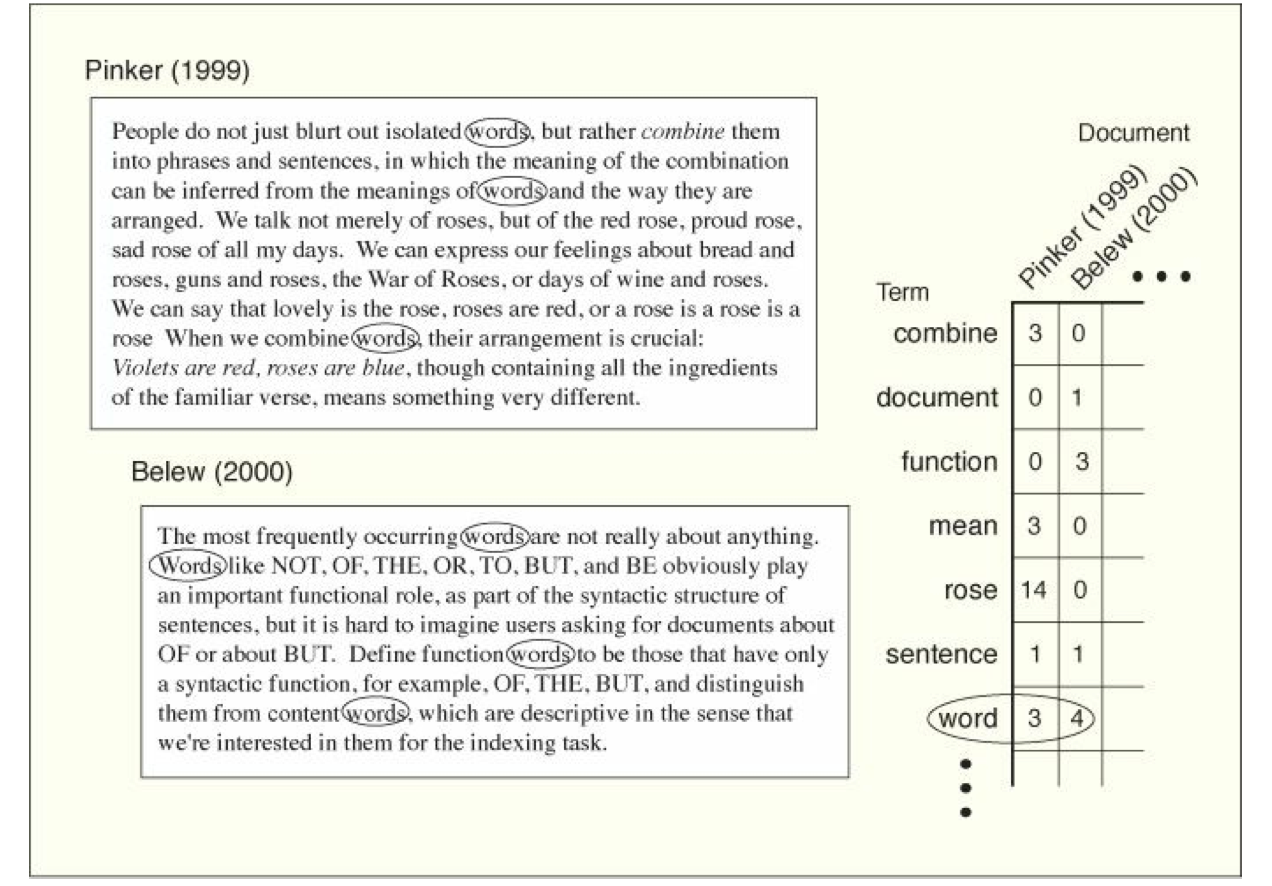 Pinker (1999)
People do not just blurt out isolated words, but rather combine them
into phrases and sentences, in which the meaning of the combination
can be inferred from the meanings of words and the way they are
arranged.  We talk not merely of roses, but of the red rose, proud rose,
sad rose of all my days.  We can express our feelings about bread and
roses, guns and roses, the War of Roses, or days of wine and roses.
We can say that lovely is the rose, roses are red, or a rose is a rose is a
rose  When we combine words, their arrangement is crucial:
Violets are red, roses are blue, though containing all the ingredients
of the familiar verse, means something very different.
Belew (2000)
The most frequently occurring words are not really about anything.
Words like NOT, OF, THE, OR, TO, BUT, and BE obviously play
an important functional role, as part of the syntactic structure of
sentences, but it is hard to imagine users asking for documents about
OF or about BUT.  Define function words to be those that have only
a syntactic function, for example, OF, THE, BUT, and distinguish
them from content words, which are descriptive in the sense that
we're interested in them for the indexing task.
Document
Pinker (1999)
Belew (2000)
Term
combine 3 0
document 0 1
function 0 3
mean 3 0
rose 14 0
sentence 1 1
word 3 4